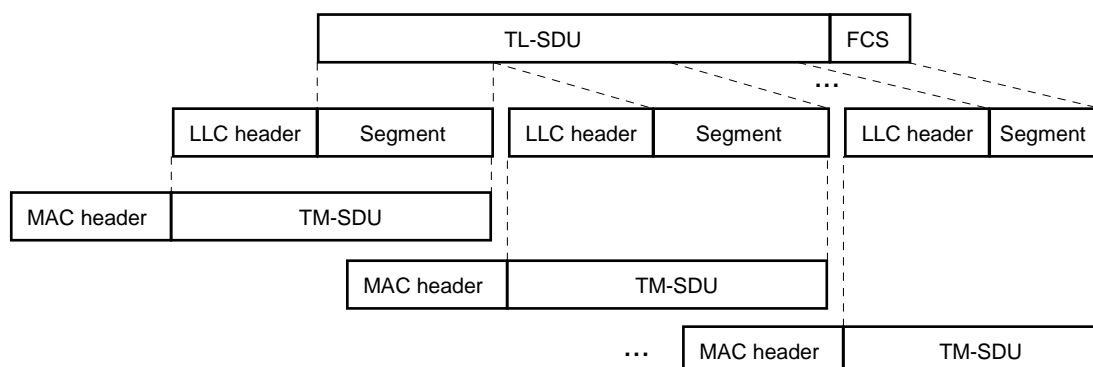 TL-SDU FCS
...
LLC header Segment LLC header Segment LLC header Segment
MAC header TM-SDU
MAC header TM-SDU
... MAC header TM-SDU